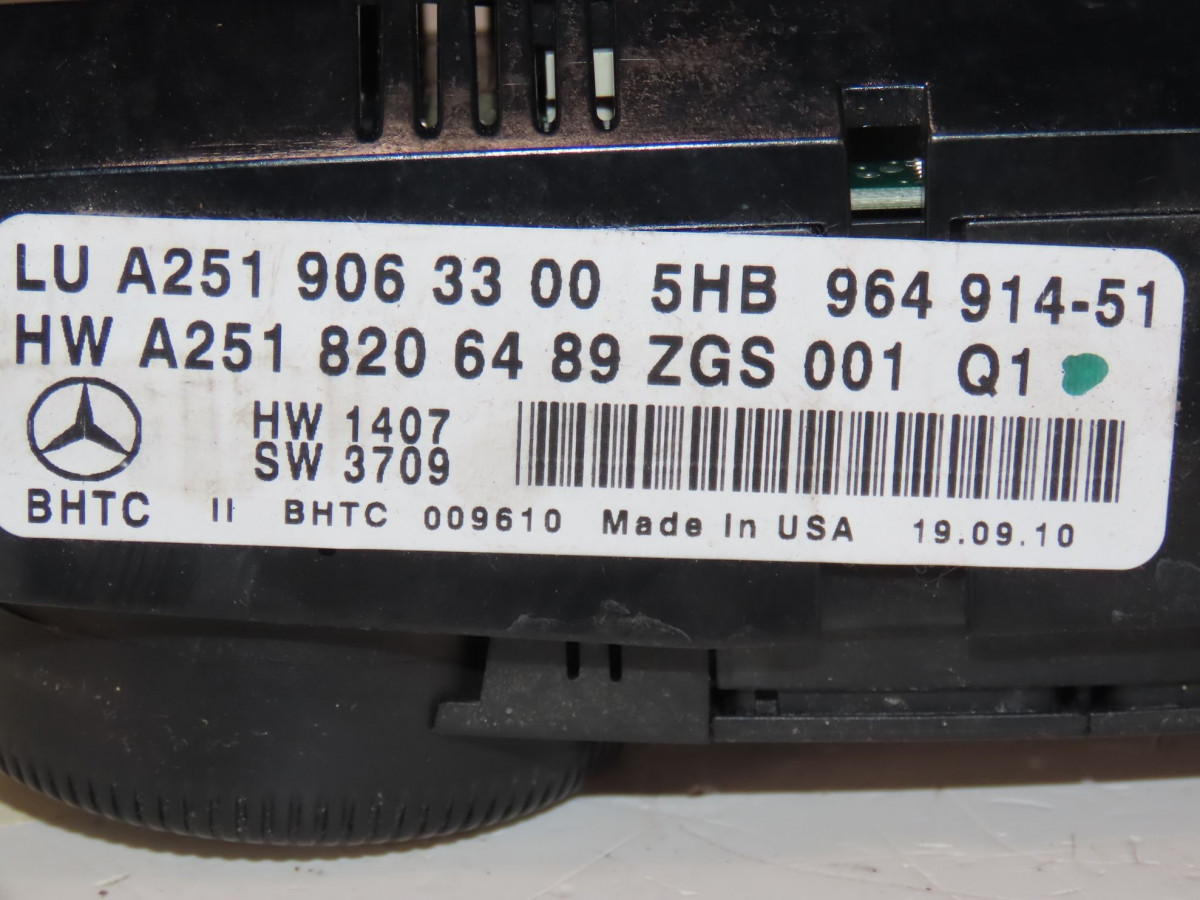 LU A251 906 33 00 5HB 964 914-51
HW A251 820 64 89 ZGS 001 Q1
HW 1407
SW 3709
BHTC II BHTC 009610 Made In USA 19.09.10